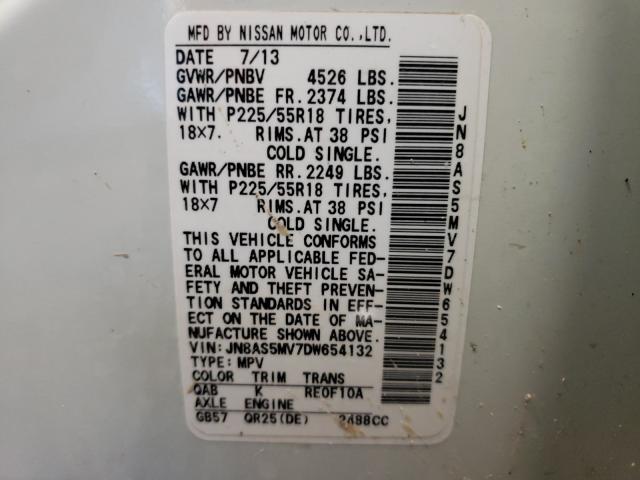 MFD BY NISSAN MOTOR CO.,LTD.
DATE 7/13
GVWR/PNBV 4526 LBS.
GAWR/PNBE FR. 2374 LBS.
WITH P225/55R18 TIRES,
18×7. RIMS.AT 38 PSI
COLD SINGLE.
GAWR/PNBE RR. 2249 LBS.
WITH P225/55R18 TIRES,
18×7 RIMS.AT 38 PSI
COLD SINGLE.
THIS VEHICLE CONFORMS
TO ALL APPLICABLE FED-
ERAL MOTOR VEHICLE SA-
FETY AND THEFT PREVEN-
TION STANDARDS IN EFF-
ECT ON THE DATE OF MA-
NUFACTURE SHOWN ABOVE.
VIN: JN8AS5MV7DW654132
TYPE: MPV
COLOR TRIM TRANS
QAB K RE0F10A
AXLE ENGINE
GB57 QR25(DE) 2488CC
JN8AS5MV7DW654132